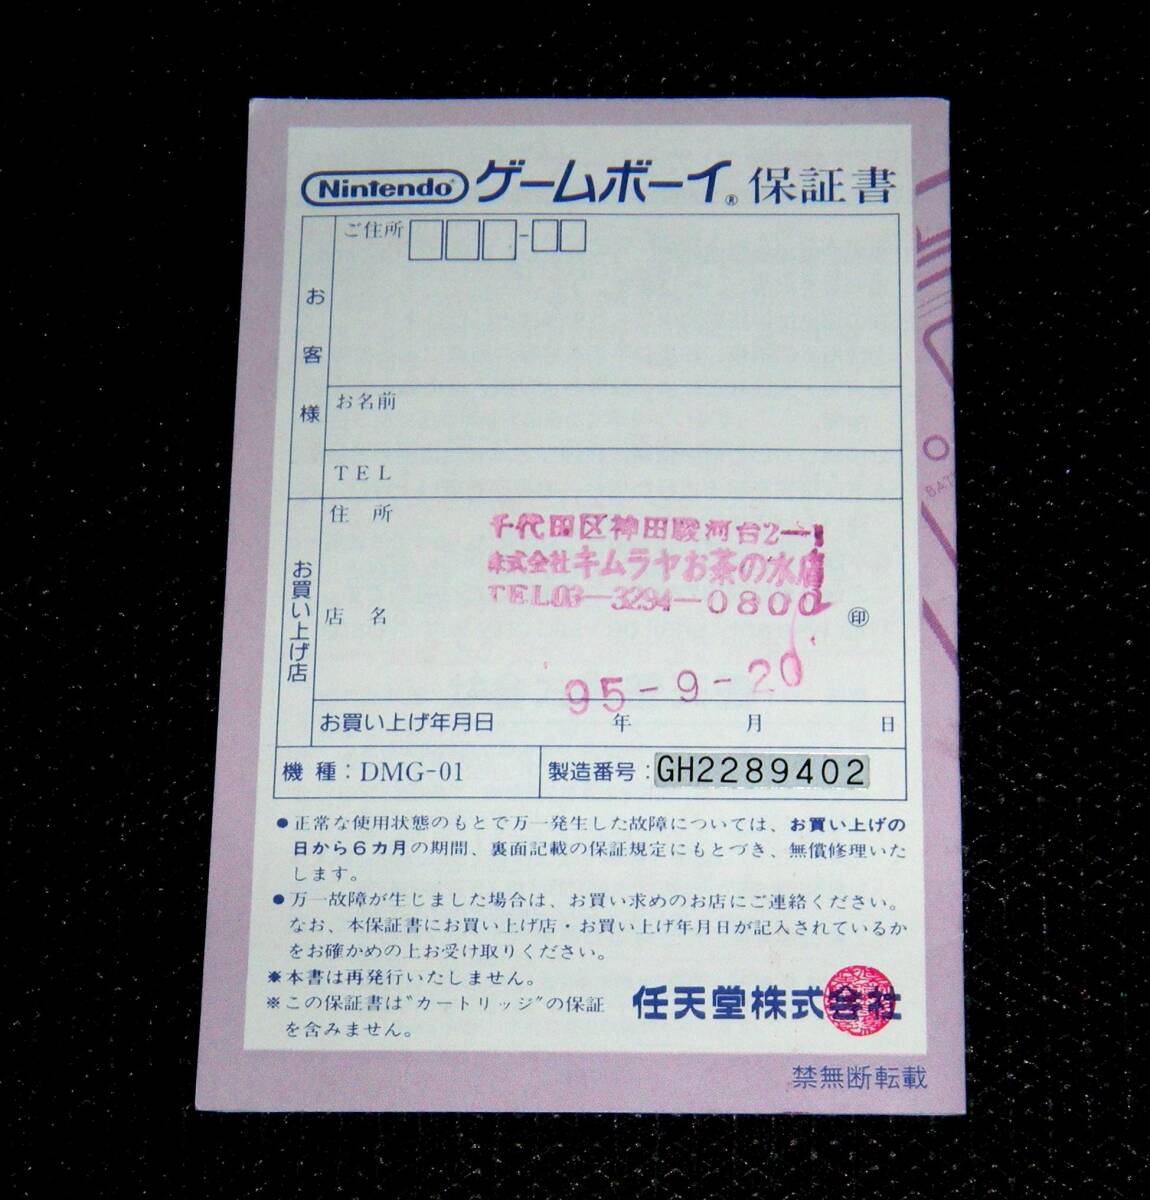 Nintendo® ゲームボーイ® 保証書
お客様
ご住所 -
お名前
TEL
お買い上げ店
住所
千代田区神田駿河台2-1
株式会社キムラヤお茶の水店
TEL03-3294-0800
店名 ㊞
95-9-20
お買い上げ年月日 年 月 日
機種:DMG-01 製造番号:GH2289402
●正常な使用状態のもとで万一発生した故障については、お買い上げの
日から6カ月の期間、裏面記載の保証規定にもとづき、無償修理いた
します。
●万一故障が生じました場合は、お買い求めのお店にご連絡ください。
なお、本保証書にお買い上げ店・お買い上げ年月日が記入されているか
をお確かめの上お受け取りください。
※本書は再発行いたしません。
※この保証書は"カートリッジ"の保証
を含みません。
任天堂株式会社
禁無断転載
BAT